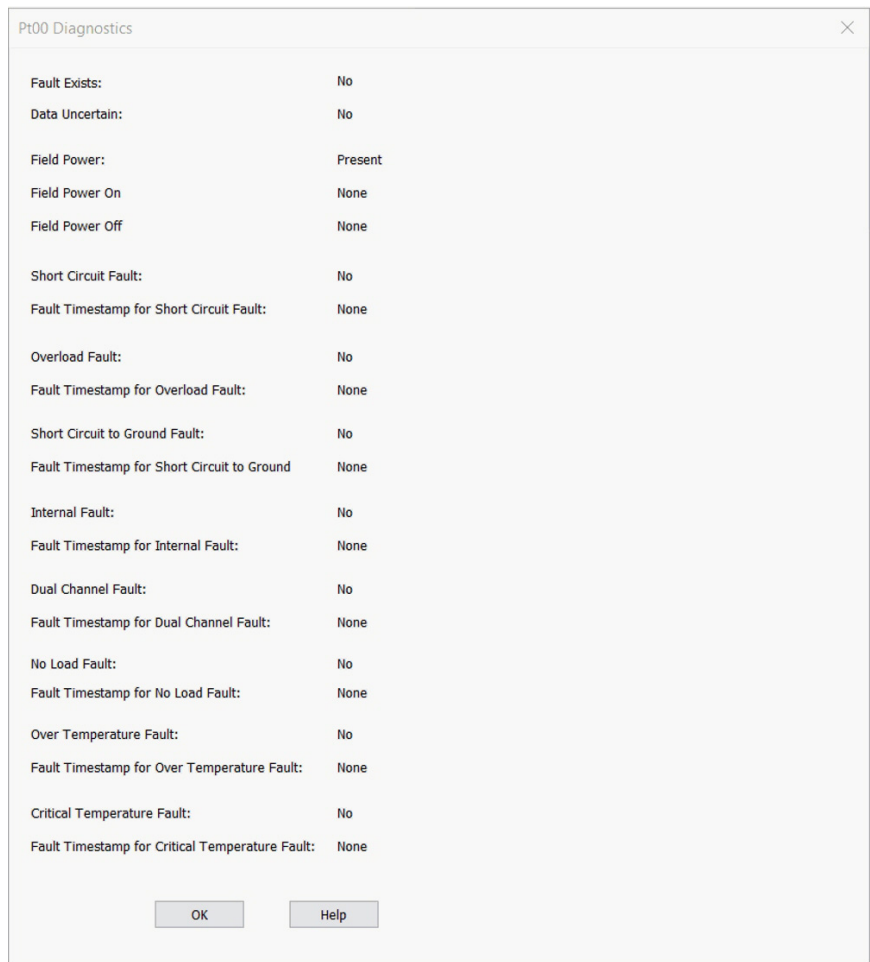 Pt00 Diagnostics
Fault Exists: No
Data Uncertain: No
Field Power: Present
Field Power On None
Field Power Off None
Short Circuit Fault: No
Fault Timestamp for Short Circuit Fault: None
Overload Fault: No
Fault Timestamp for Overload Fault: None
Short Circuit to Ground Fault: No
Fault Timestamp for Short Circuit to Ground None
Internal Fault: No
Fault Timestamp for Internal Fault: None
Dual Channel Fault: No
Fault Timestamp for Dual Channel Fault: None
No Load Fault: No
Fault Timestamp for No Load Fault: None
Over Temperature Fault: No
Fault Timestamp for Over Temperature Fault: None
Critical Temperature Fault: No
Fault Timestamp for Critical Temperature Fault: None
OK Help